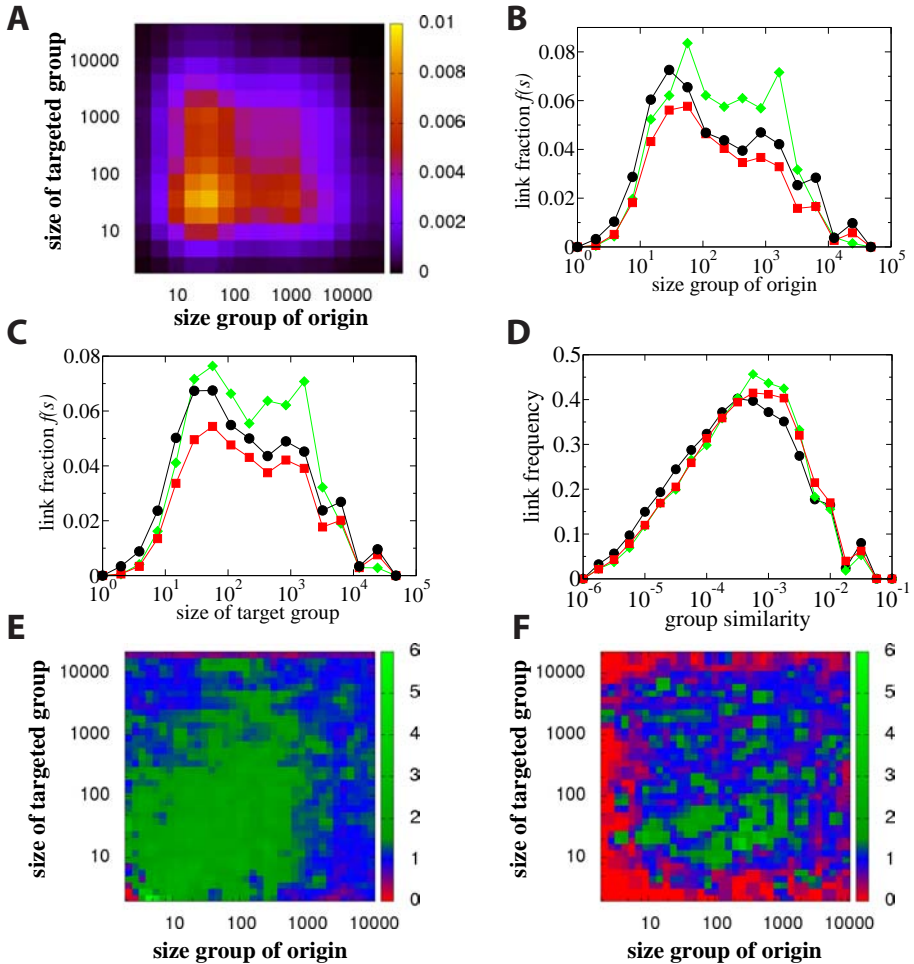 A
size of targeted group
10000
1000
100
10
10 100 1000 10000
size group of origin
0.01
0.008
0.006
0.004
0.002
0
B
link fraction f(s)
0.08
0.06
0.04
0.02
0
10^0 10^1 10^2 10^3 10^4 10^5
size group of origin
C
link fraction f(s)
0.08
0.06
0.04
0.02
0
10^0 10^1 10^2 10^3 10^4 10^5
size of target group
D
link frequency
0.5
0.4
0.3
0.2
0.1
0.0
10^-6 10^-5 10^-4 10^-3 10^-2 10^-1
group similarity
E
size of targeted group
10000
1000
100
10
10 100 1000 10000
size group of origin
6
5
4
3
2
1
0
F
size of targeted group
10000
1000
100
10
10 100 1000 10000
size group of origin
6
5
4
3
2
1
0